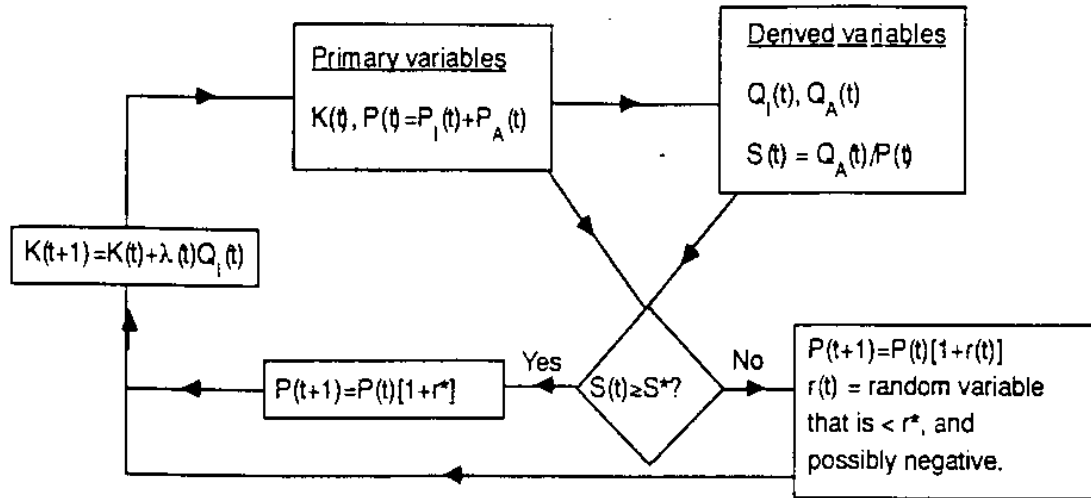 Primary variables
K(t), P(t)=P_I(t)+P_A(t)
Derived variables
Q_I(t), Q_A(t)
S(t) = Q_A(t)/P(t)
K(t+1)=K(t)+λ(t)Q_I(t)
Yes
P(t+1)=P(t)[1+r*]
S(t)≥S*?
No
P(t+1)=P(t)[1+r(t)]
r(t) = random variable
that is < r*, and
possibly negative.